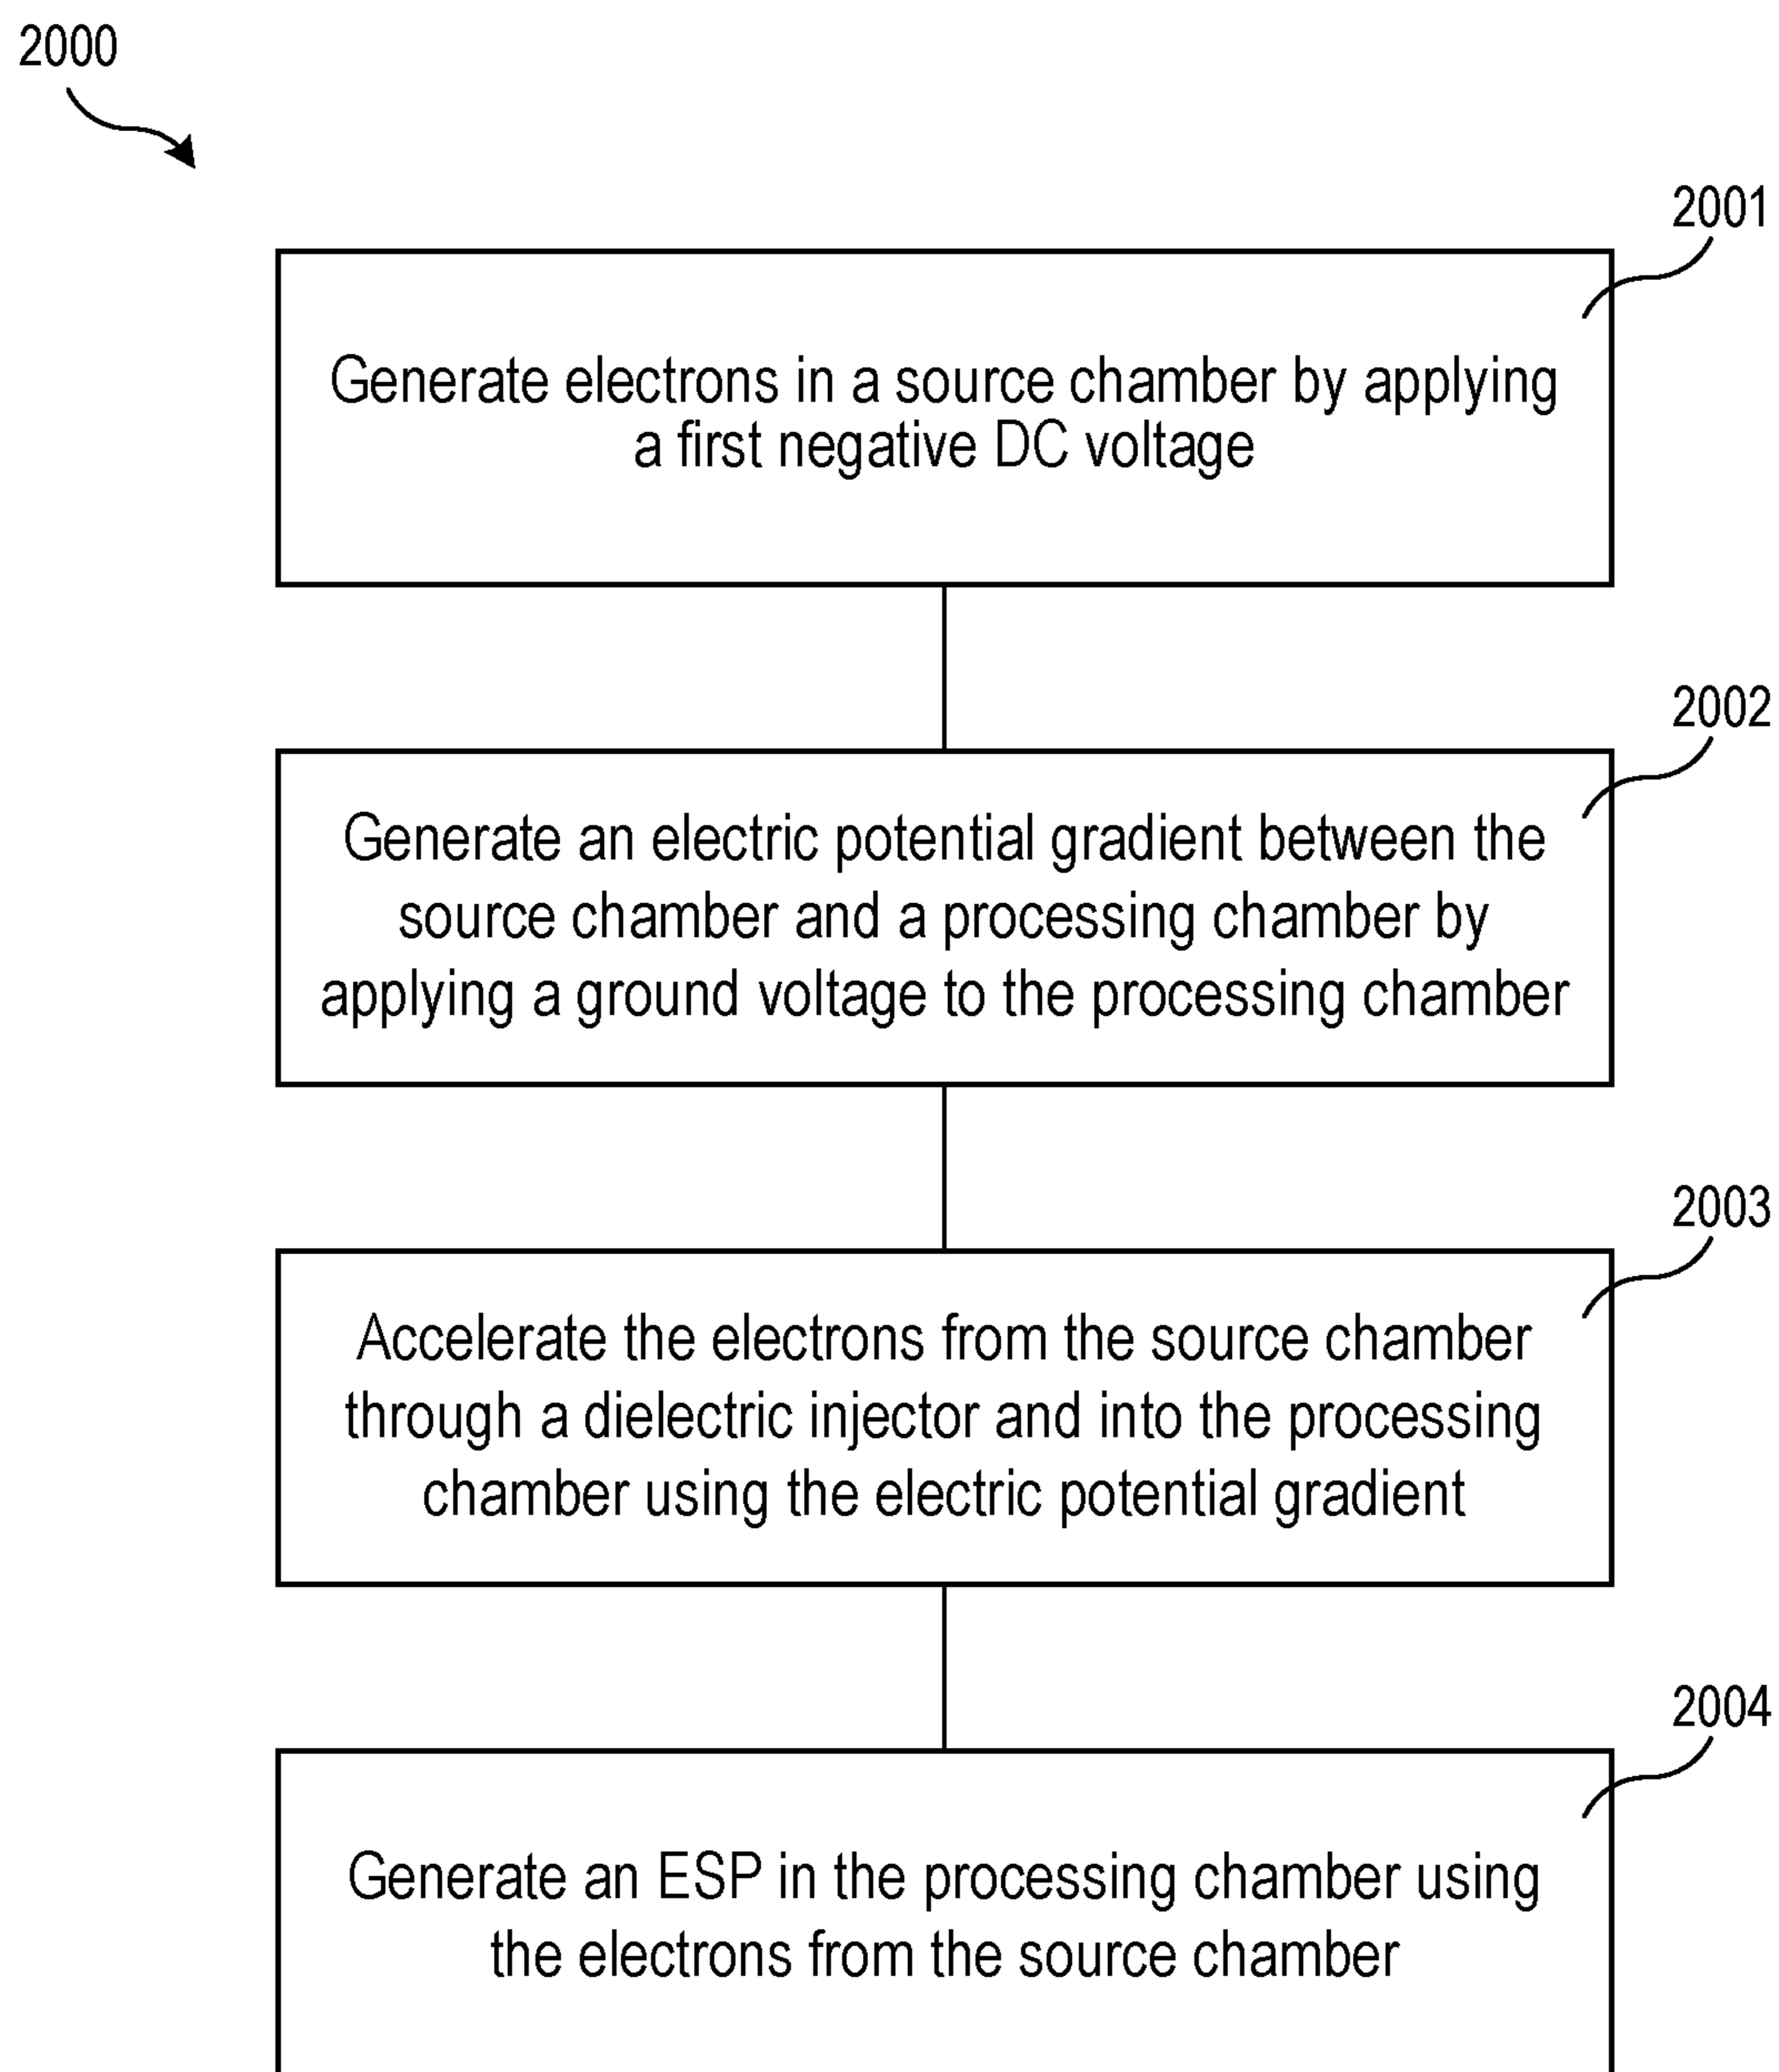 2000
2001
Generate electrons in a source chamber by applying
a first negative DC voltage
2002
Generate an electric potential gradient between the
source chamber and a processing chamber by
applying a ground voltage to the processing chamber
2003
Accelerate the electrons from the source chamber
through a dielectric injector and into the processing
chamber using the electric potential gradient
2004
Generate an ESP in the processing chamber using
the electrons from the source chamber